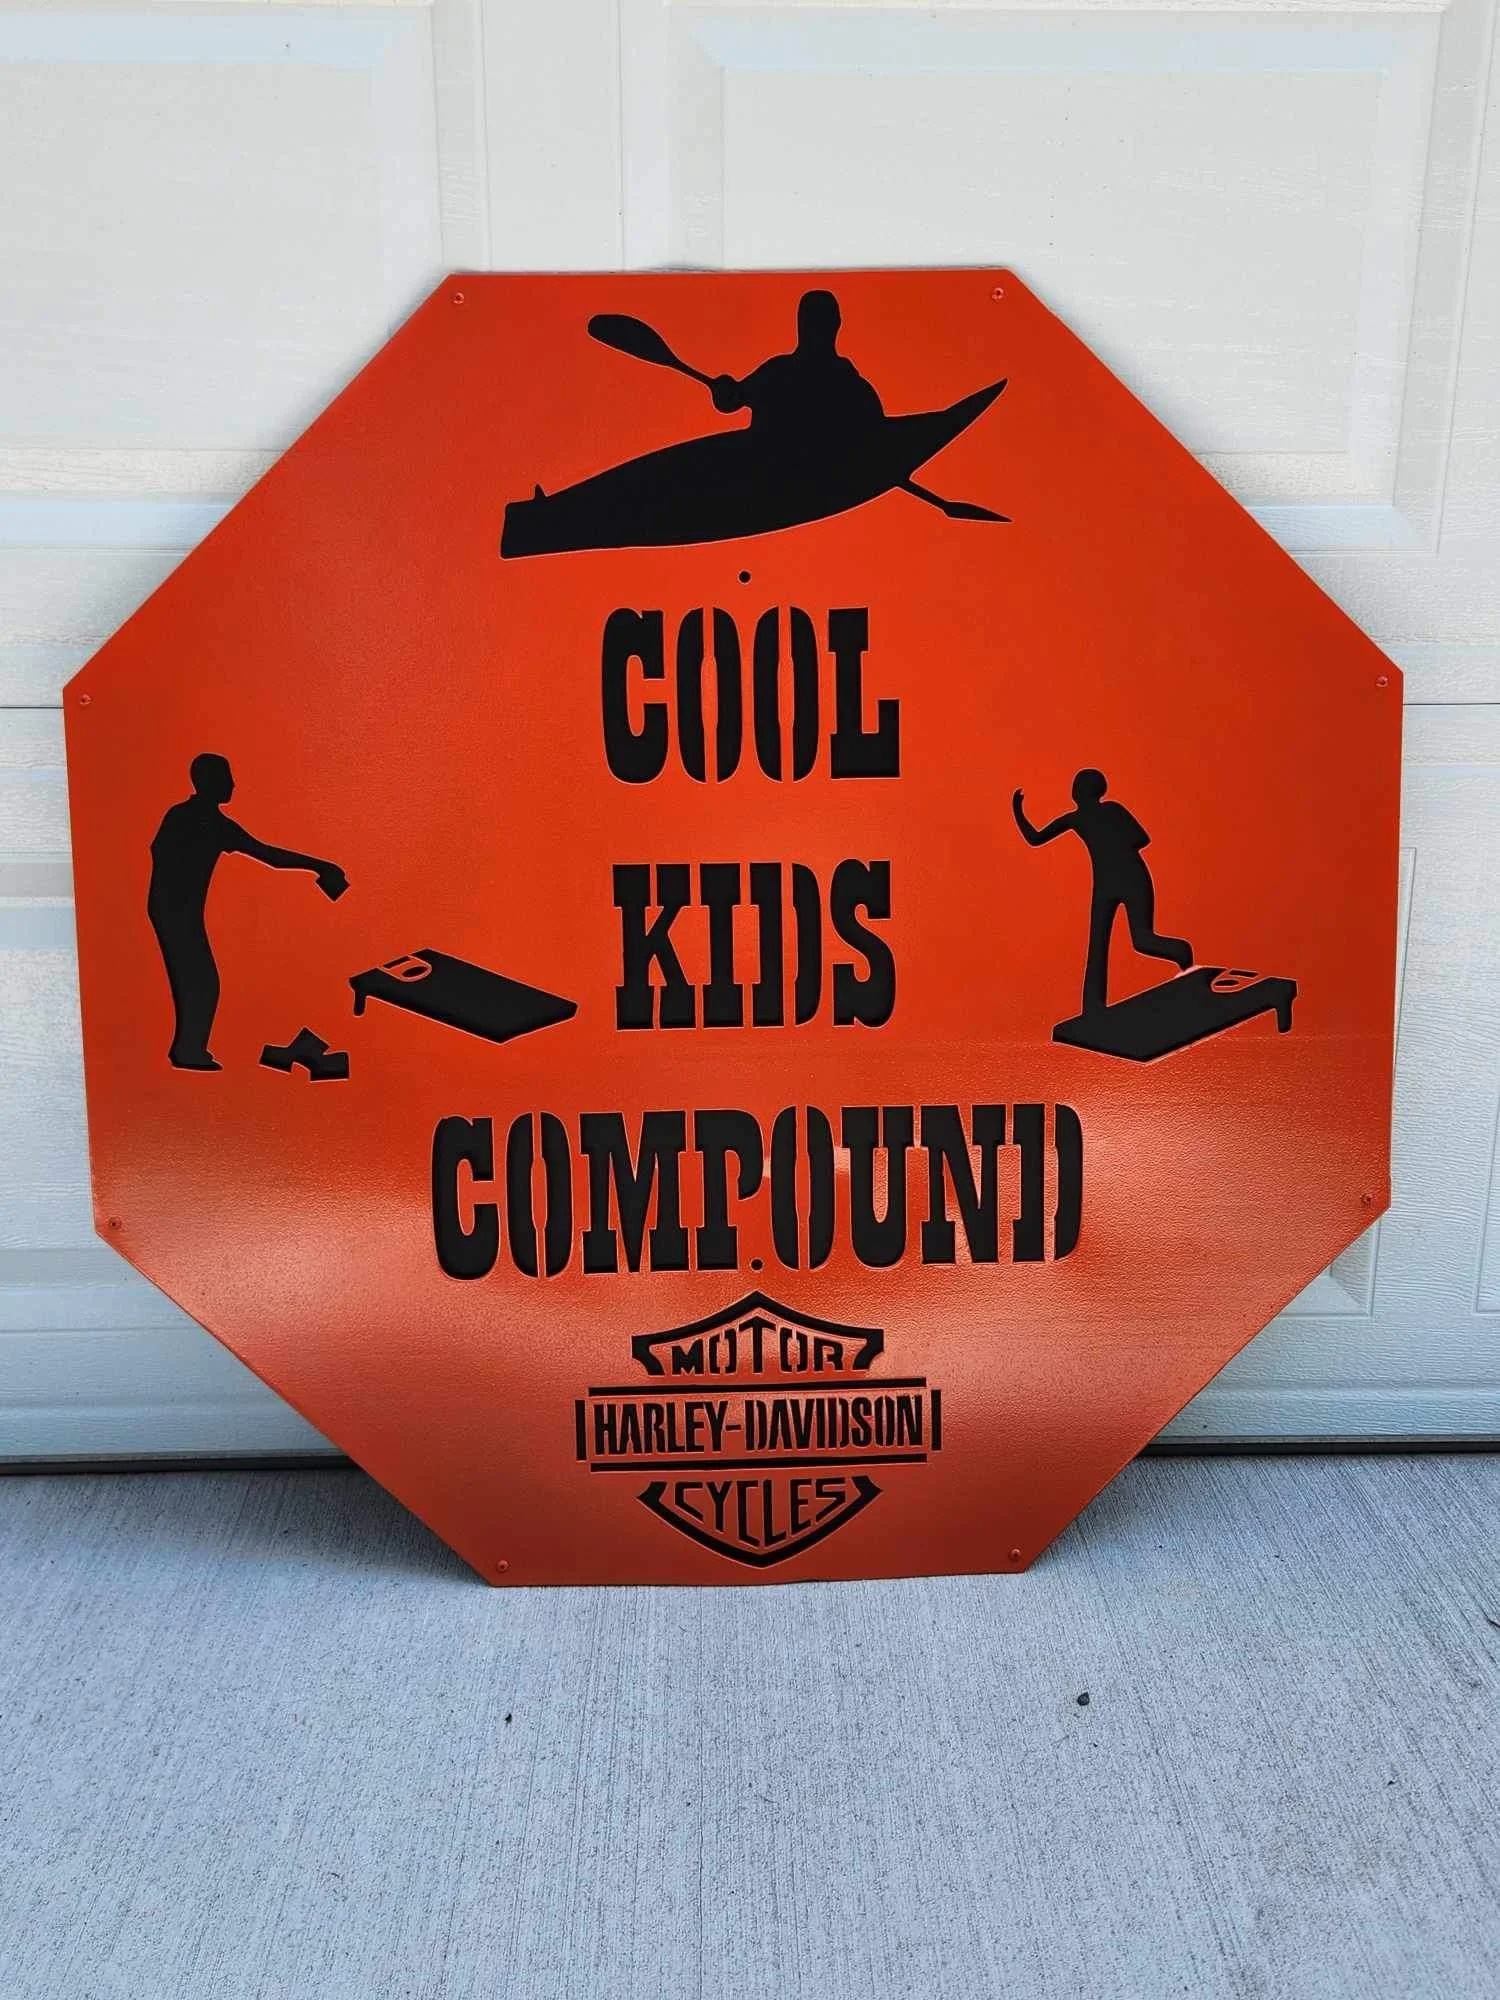 COOL
KIDS
COMPOUND
MOTOR
HARLEY-DAVIDSON
CYCLES